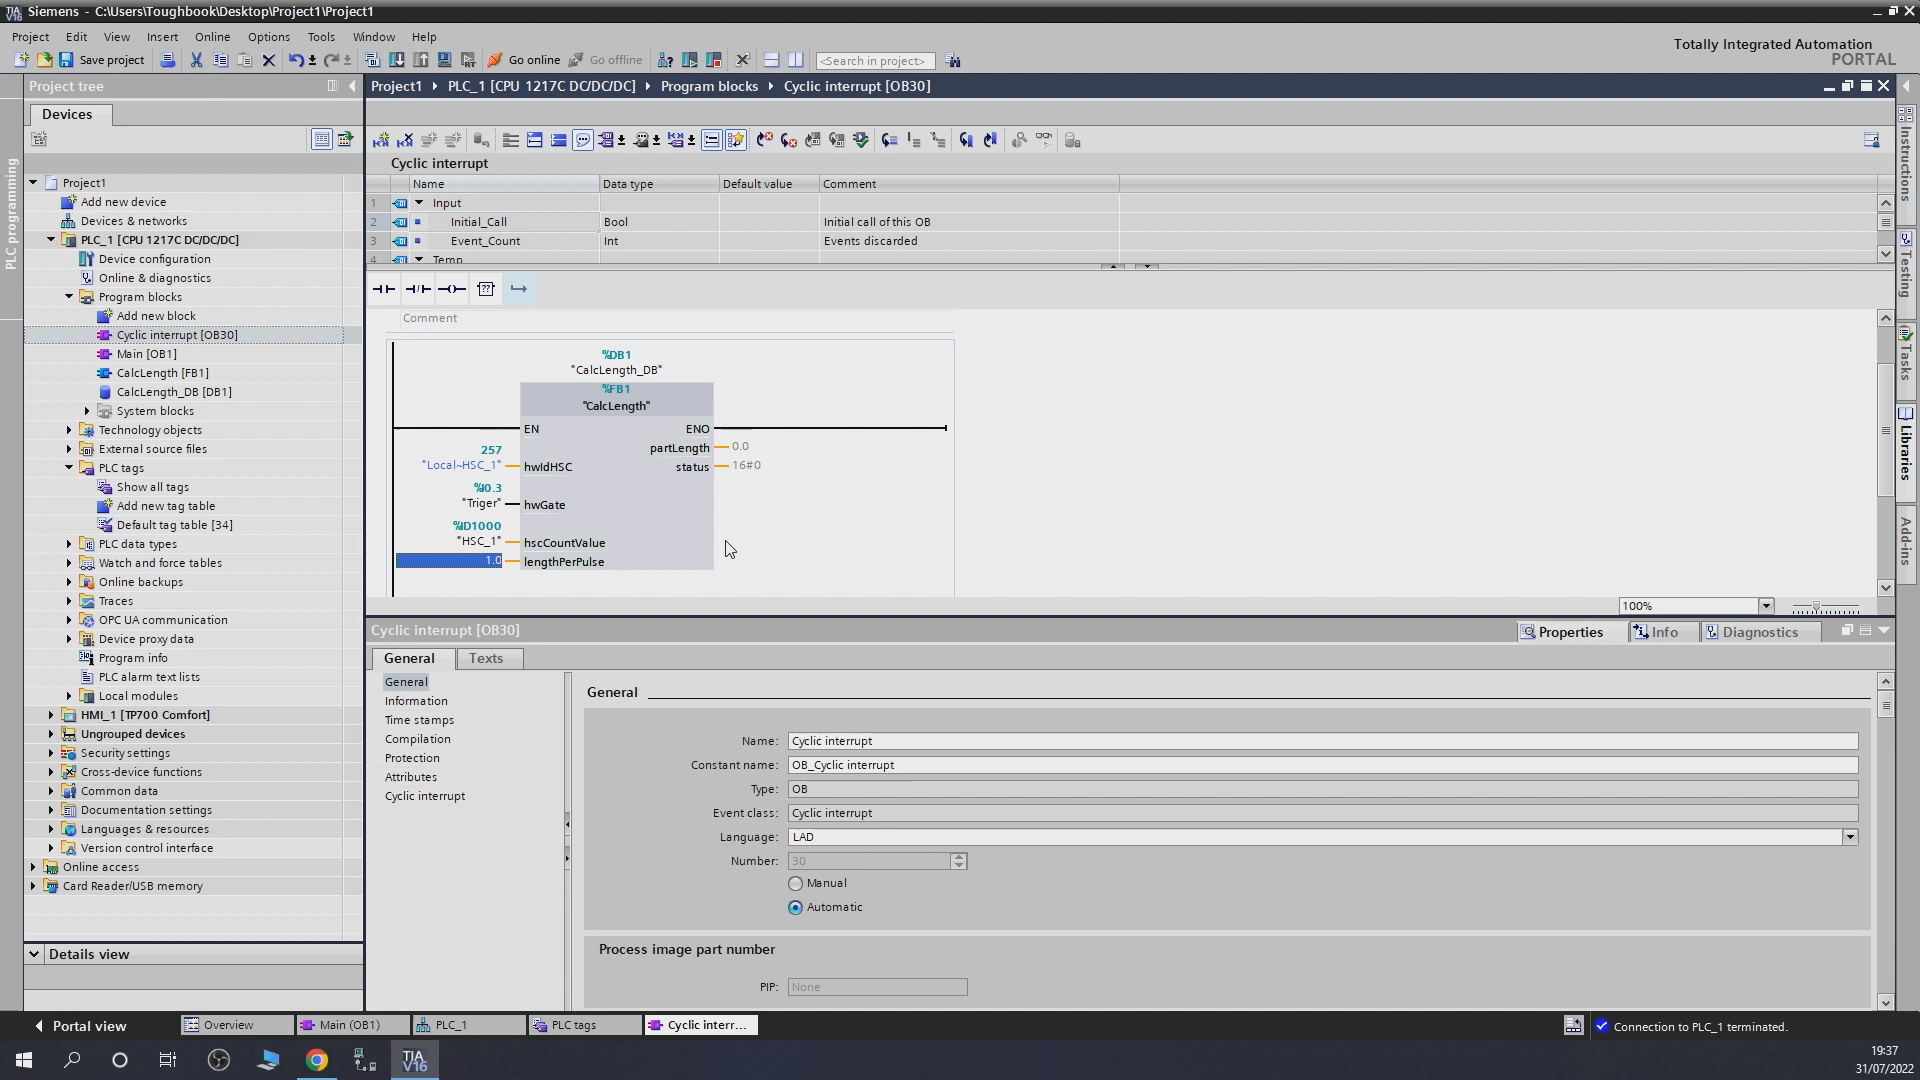 Siemens - C:\Users\Toughbook\Desktop\Project1\Project1
Project Edit View Insert Online Options Tools Window Help
Totally Integrated Automation
PORTAL
Save project
Go online
Go offline
<Search in project>
Project tree
Project1 PLC_1 [CPU 1217C DC/DC/DC] Program blocks Cyclic interrupt [OB30]
Devices
PLC programming
Project1
Add new device
Devices & networks
PLC_1 [CPU 1217C DC/DC/DC]
Device configuration
Online & diagnostics
Program blocks
Add new block
Cyclic interrupt [OB30]
Main [OB1]
CalcLength [FB1]
CalcLength_DB [DB1]
System blocks
Technology objects
External source files
PLC tags
Show all tags
Add new tag table
Default tag table [34]
PLC data types
Watch and force tables
Online backups
Traces
OPC UA communication
Device proxy data
Program info
PLC alarm text lists
Local modules
HMI_1 [TP700 Comfort]
Ungrouped devices
Security settings
Cross-device functions
Common data
Documentation settings
Languages & resources
Version control interface
Online access
Card Reader/USB memory
Details view
Cyclic interrupt
Name Data type Default value Comment
1 Input
2 Initial_Call Bool Initial call of this OB
3 Event_Count Int Events discarded
4 Temp
??
Comment
%DB1
"CalcLength_DB"
%FB1
"CalcLength"
EN ENO
partLength 0.0
257
"Local~HSC_1" hwIdHSC status 16#0
%I0.3
"Triger" hwGate
%ID1000
"HSC_1" hscCountValue
1.0 lengthPerPulse
100%
Cyclic interrupt [OB30]
Properties Info Diagnostics
General Texts
General
Information
Time stamps
Compilation
Protection
Attributes
Cyclic interrupt
General
Name: Cyclic interrupt
Constant name: OB_Cyclic interrupt
Type: OB
Event class: Cyclic interrupt
Language: LAD
Number: 30
Manual
Automatic
Process image part number
PIP: None
Instructions
Testing
Tasks
Libraries
Add-ins
Portal view Overview Main (OB1) PLC_1 PLC tags Cyclic interr... Connection to PLC_1 terminated.
TIA
V16
19:37
31/07/2022